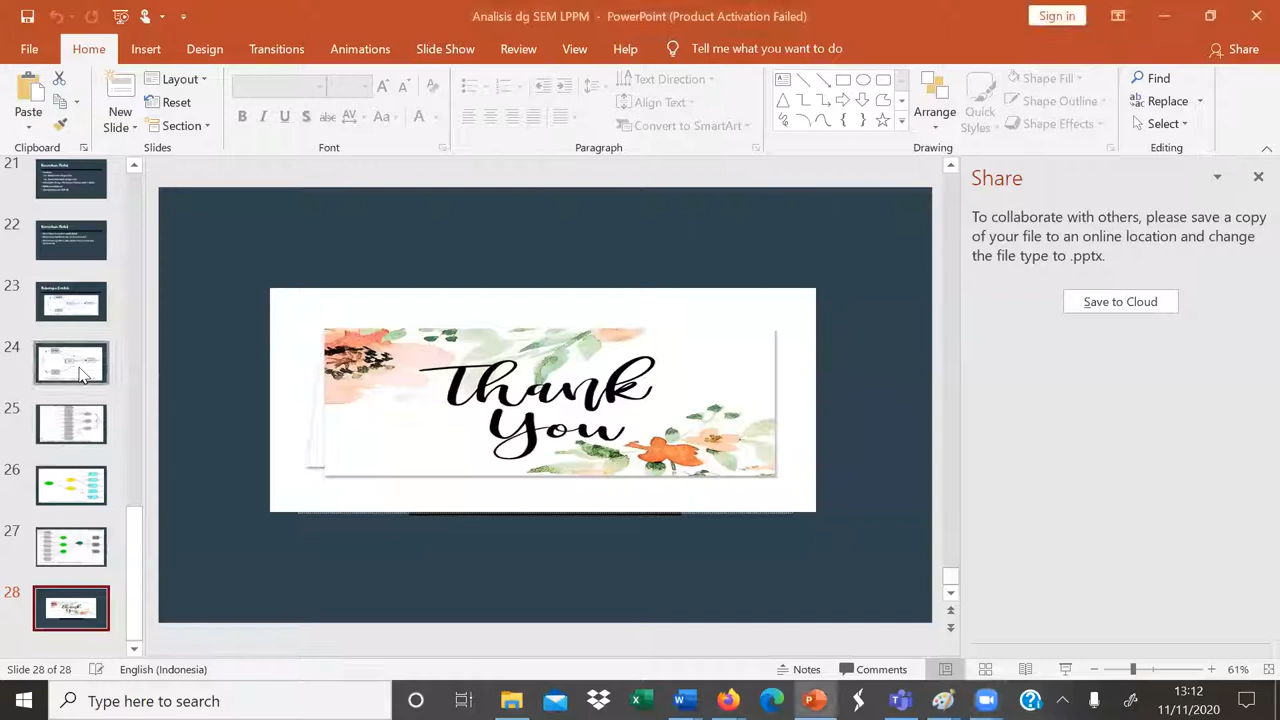 Analisis dg SEM LPPM - PowerPoint (Product Activation Failed)
Sign in
File Home Insert Design Transitions Animations Slide Show Review View Help Tell me what you want to do Share
Paste
Clipboard
New
Slide
Layout
Reset
Section
Slides
B I U S abc AV Aa A
Font
Text Direction
Align Text
Convert to SmartArt
Paragraph
Arrange
Quick
Styles
Shape Fill
Shape Outline
Shape Effects
Drawing
Find
Replace
Select
Editing
21
22
23
24
25
26
27
28
Thank
You
Share
To collaborate with others, please save a copy
of your file to an online location and change
the file type to .pptx.
Save to Cloud
Slide 28 of 28
English (Indonesia)
Notes
Comments
61%
Type here to search
13:12
11/11/2020